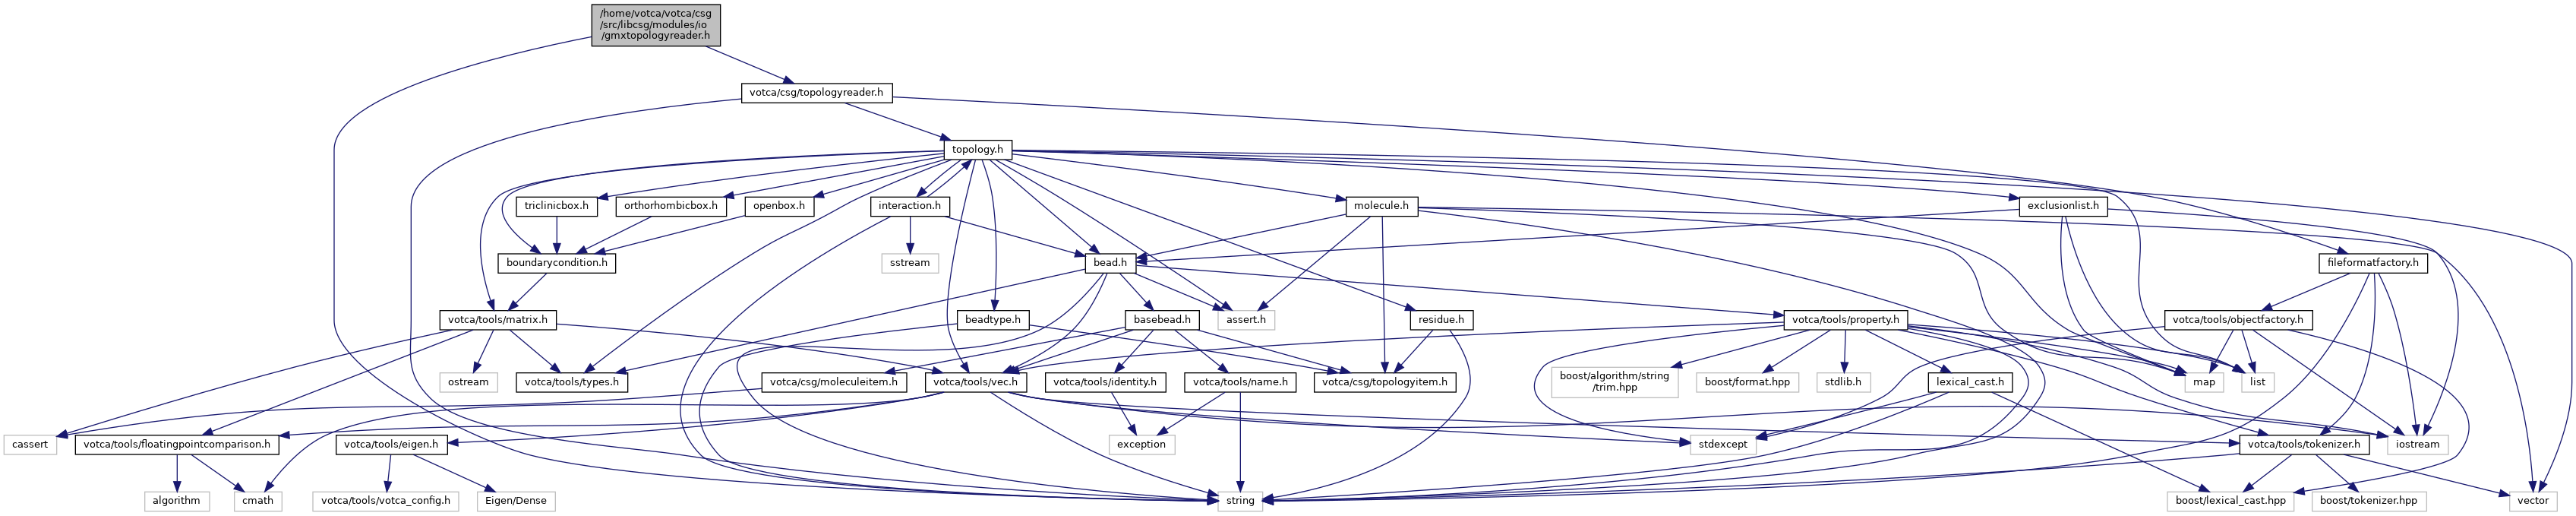 /home/votca/votca/csg
/src/libcsg/modules/io
/gmxtopologyreader.h
votca/csg/topologyreader.h
topology.h
triclinicbox.h
orthorhombicbox.h
openbox.h
interaction.h
molecule.h
exclusionlist.h
boundarycondition.h
sstream
bead.h
fileformatfactory.h
votca/tools/matrix.h
beadtype.h
basebead.h
assert.h
residue.h
votca/tools/property.h
votca/tools/objectfactory.h
ostream
votca/tools/types.h
votca/csg/moleculeitem.h
votca/tools/vec.h
votca/tools/identity.h
votca/tools/name.h
votca/csg/topologyitem.h
boost/algorithm/string
/trim.hpp
boost/format.hpp
stdlib.h
lexical_cast.h
map
list
cassert
votca/tools/floatingpointcomparison.h
votca/tools/eigen.h
exception
stdexcept
votca/tools/tokenizer.h
iostream
algorithm
cmath
votca/tools/votca_config.h
Eigen/Dense
string
boost/lexical_cast.hpp
boost/tokenizer.hpp
vector